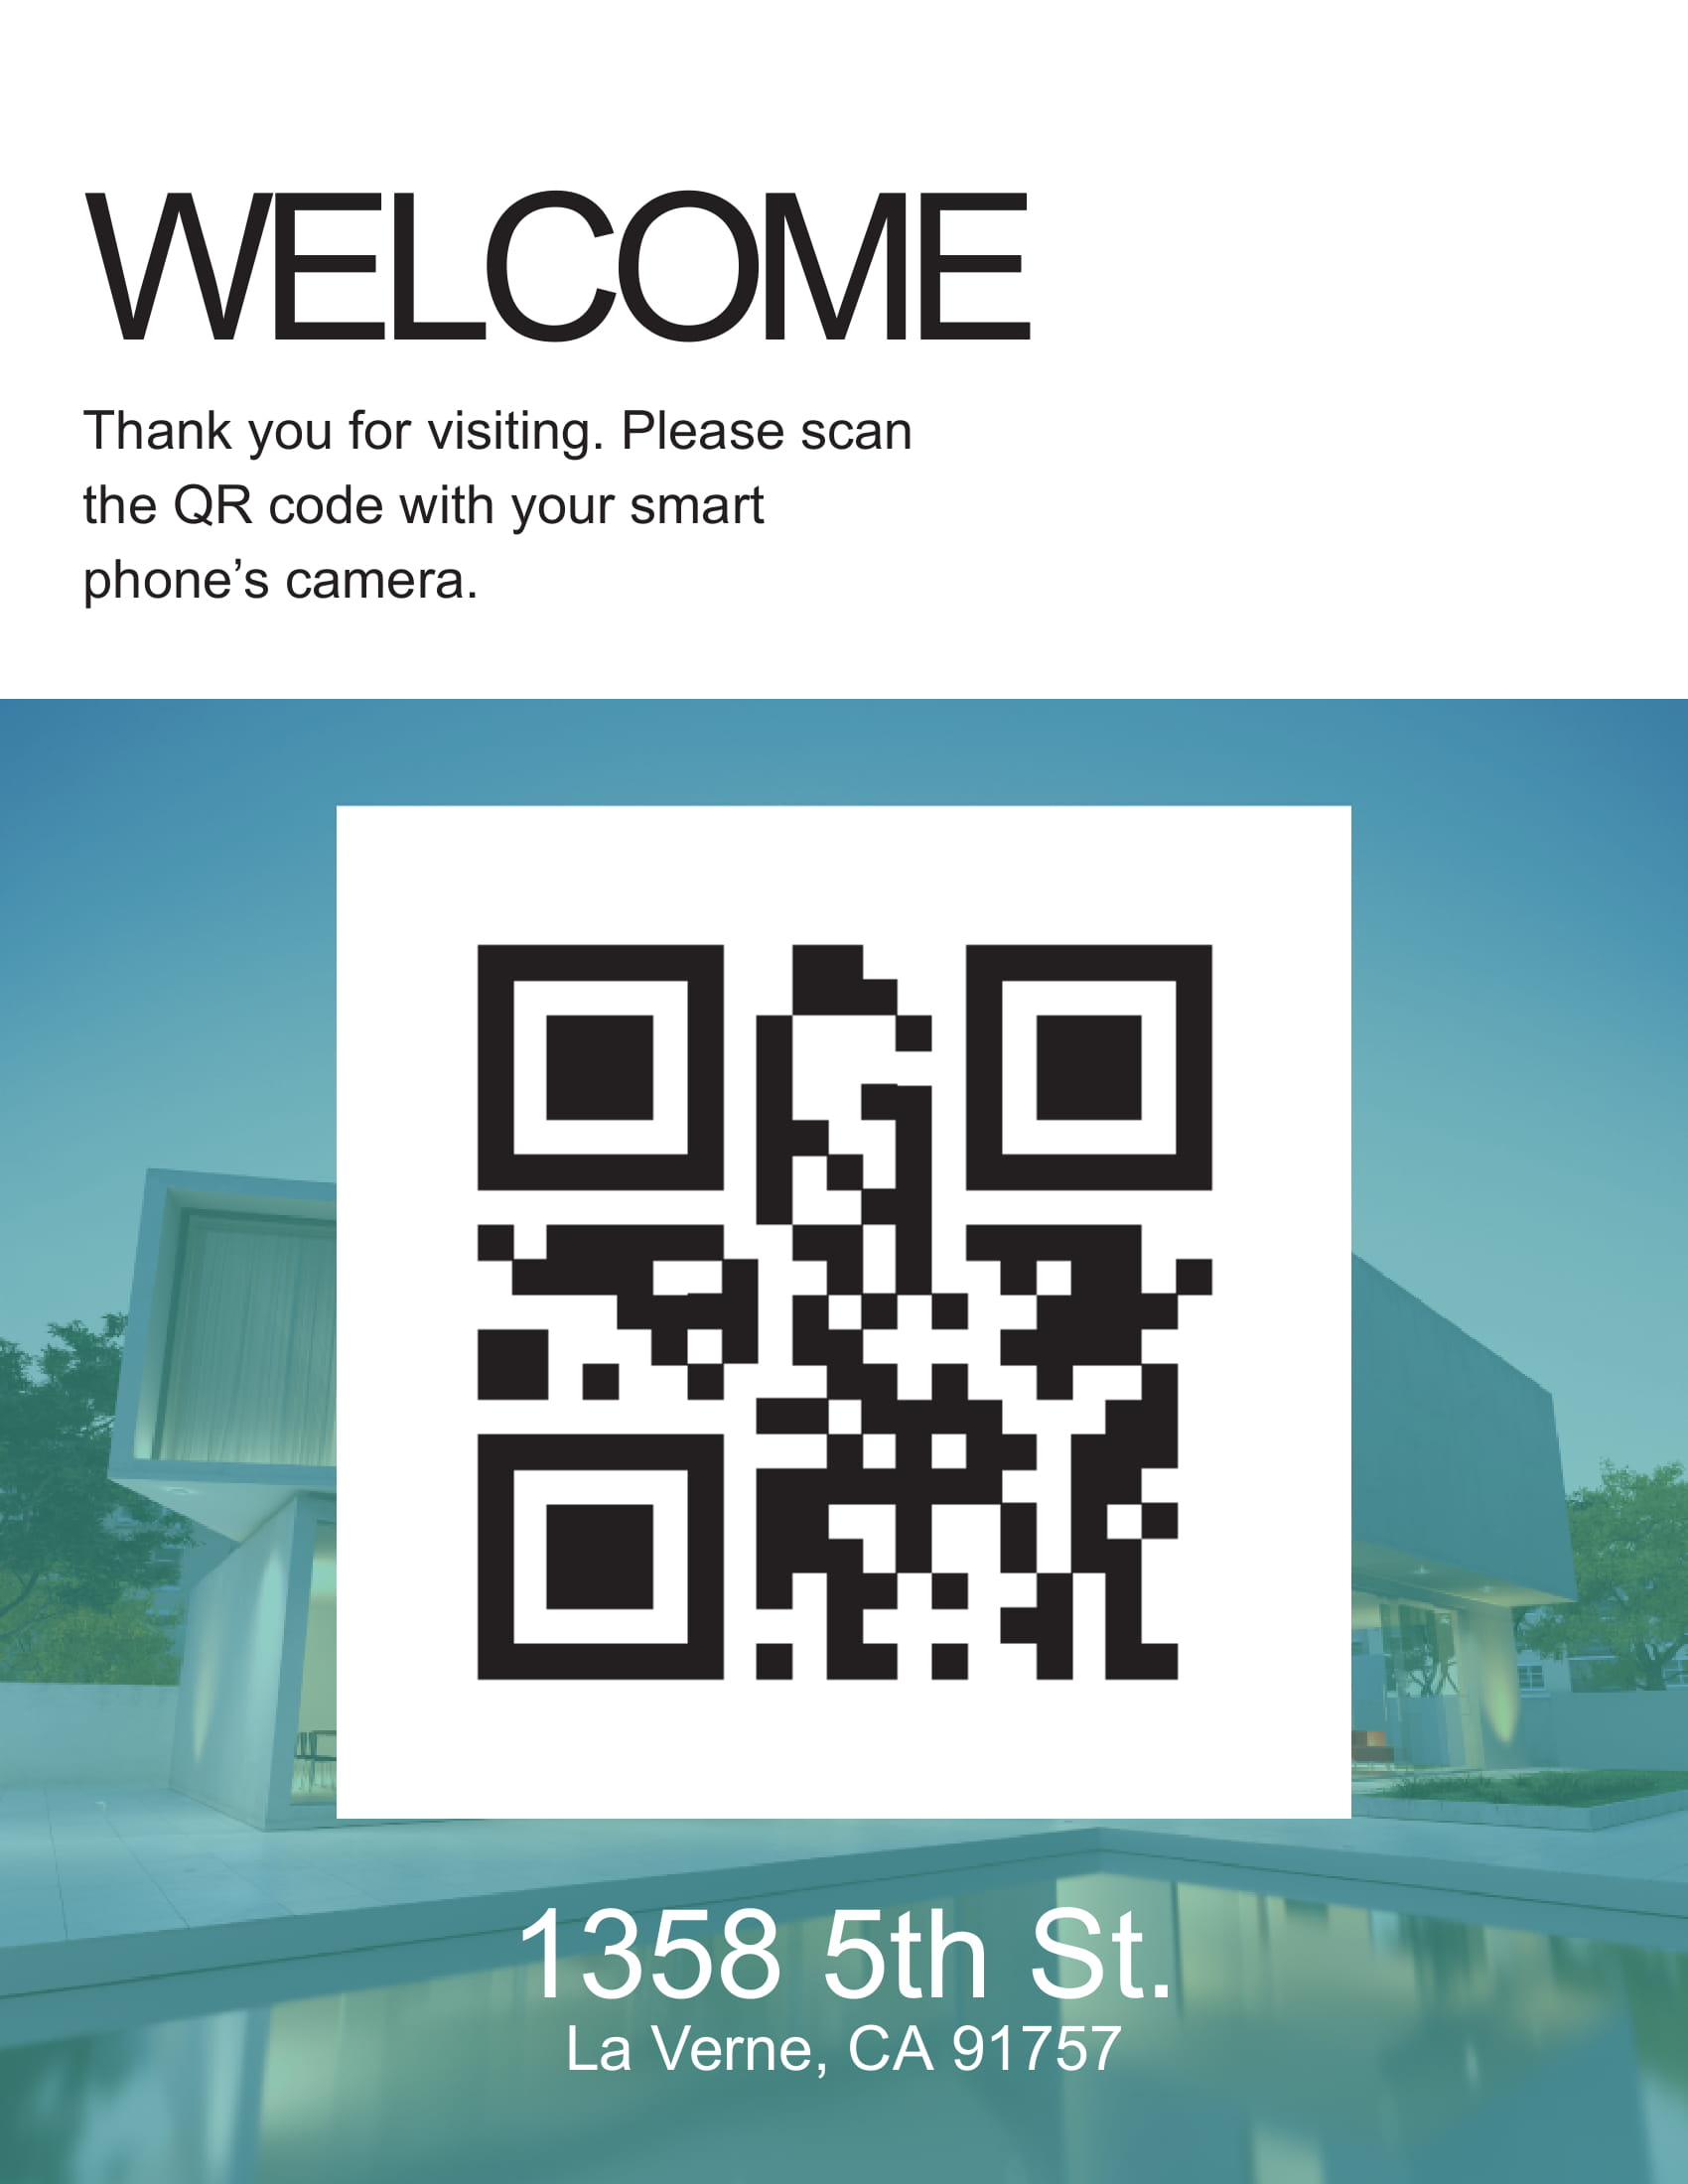 WELCOME
Thank you for visiting. Please scan
the QR code with your smart
phone’s camera.
1358 5th St.
La Verne, CA 91757